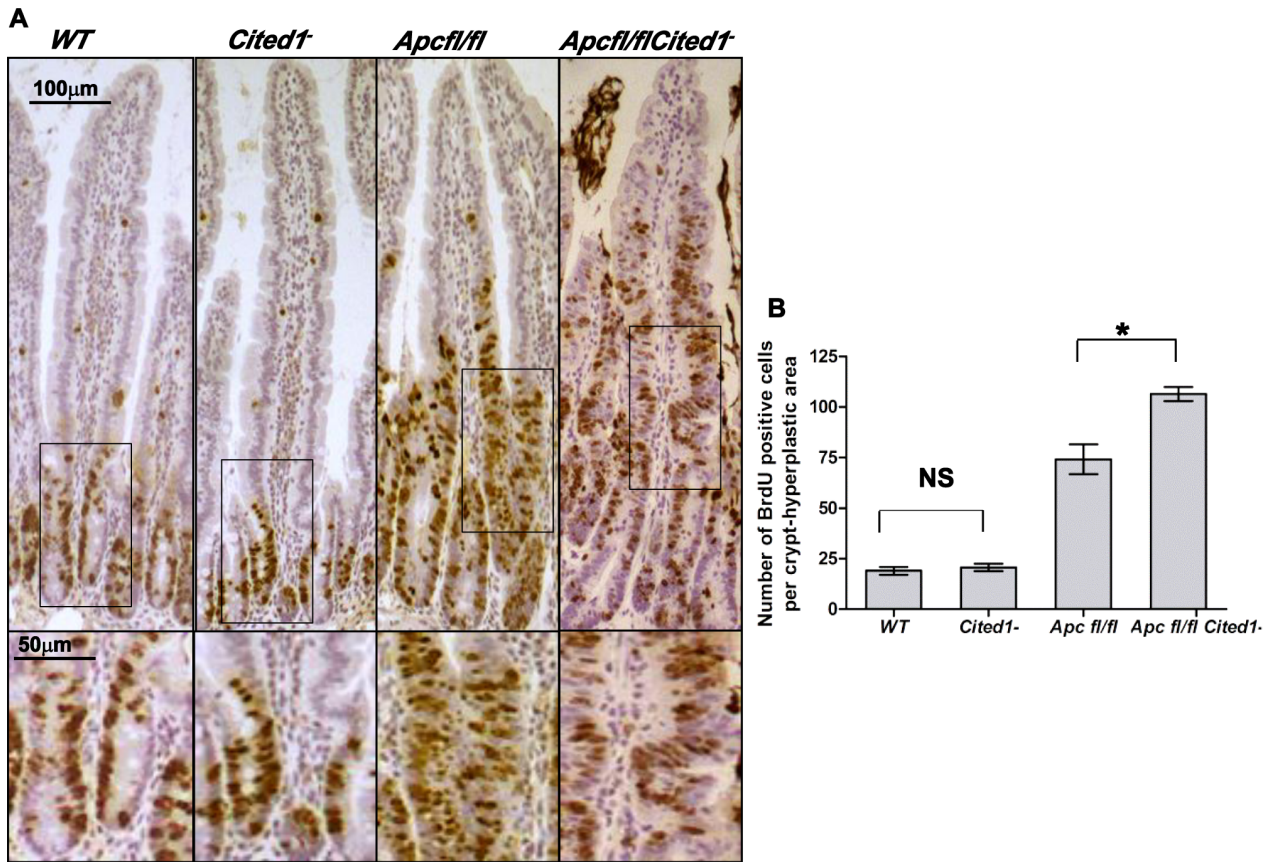 A
WT Cited1- Apcfl/fl Apcfl/flCited1-
100μm
50μm
B
Number of BrdU positive cells
per crypt-hyperplastic area
125
100
75
50
25
0
NS
*
WT Cited1- Apc fl/fl Apc fl/fl Cited1-